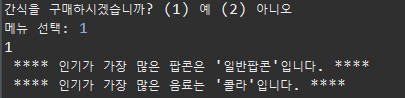 간식을 구매하시겠습니까? (1) 예 (2) 아니오
메뉴 선택: 1
1
**** 인기가 가장 많은 팝콘은 '일반팝콘'입니다. ****
**** 인기가 가장 많은 음료는 '콜라'입니다. ****